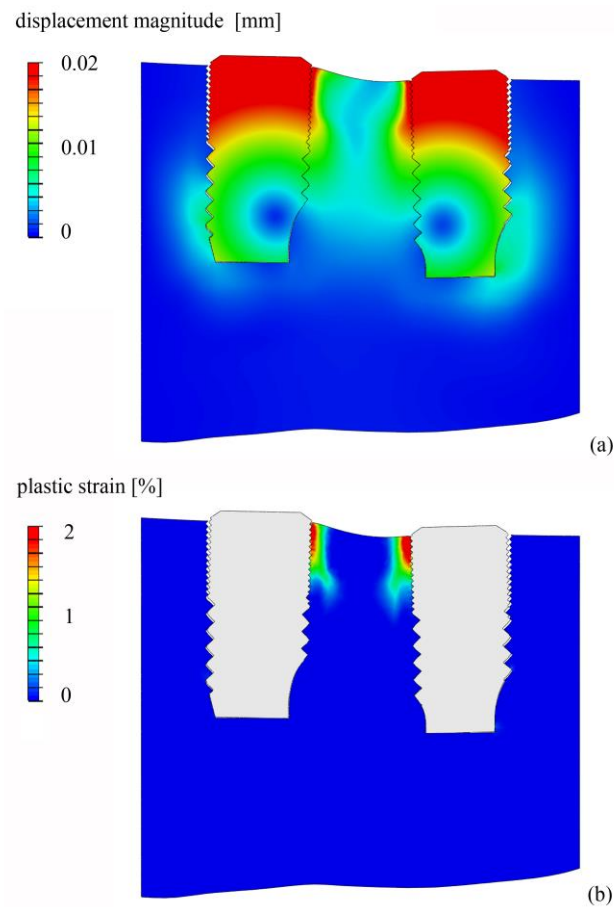 displacement magnitude [mm]
0.02
0.01
0
(a)
plastic strain [%]
2
1
0
(b)